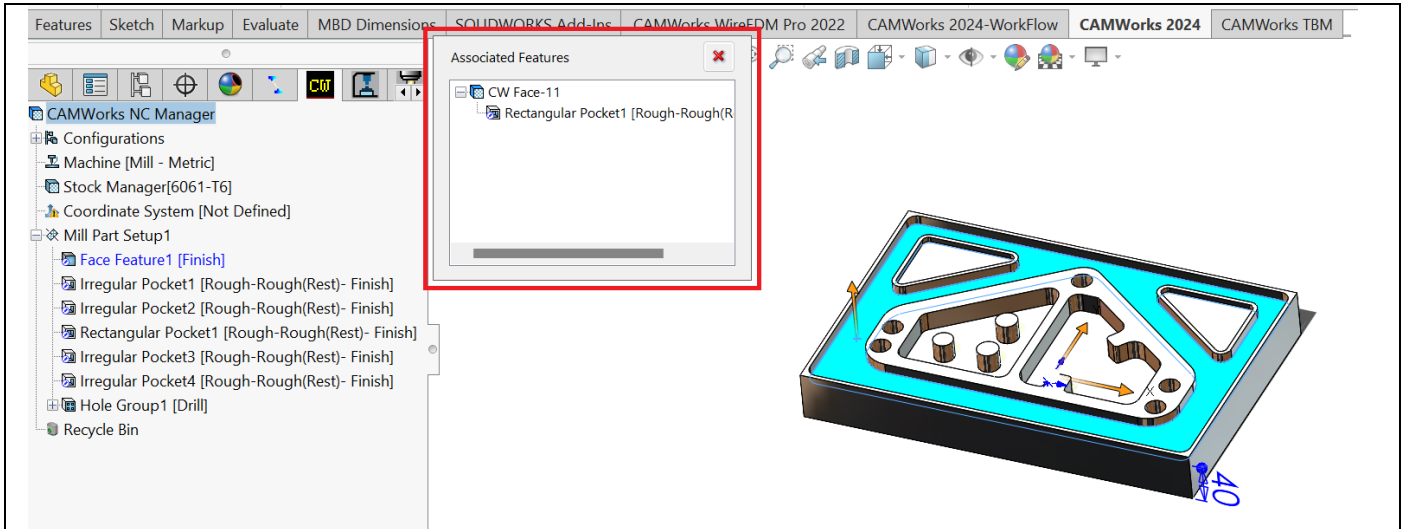 Features Sketch Markup Evaluate MBD Dimensions SOLIDWORKS Add-Ins CAMWorks WireEDM Pro 2022 CAMWorks 2024-WorkFlow CAMWorks 2024 CAMWorks TBM
Associated Features
CW Face-11
Rectangular Pocket1 [Rough-Rough(R
CW
CAMWorks NC Manager
Configurations
Machine [Mill - Metric]
Stock Manager[6061-T6]
Coordinate System [Not Defined]
Mill Part Setup1
Face Feature1 [Finish]
Irregular Pocket1 [Rough-Rough(Rest)- Finish]
Irregular Pocket2 [Rough-Rough(Rest)- Finish]
Rectangular Pocket1 [Rough-Rough(Rest)- Finish]
Irregular Pocket3 [Rough-Rough(Rest)- Finish]
Irregular Pocket4 [Rough-Rough(Rest)- Finish]
Hole Group1 [Drill]
Recycle Bin
X
40